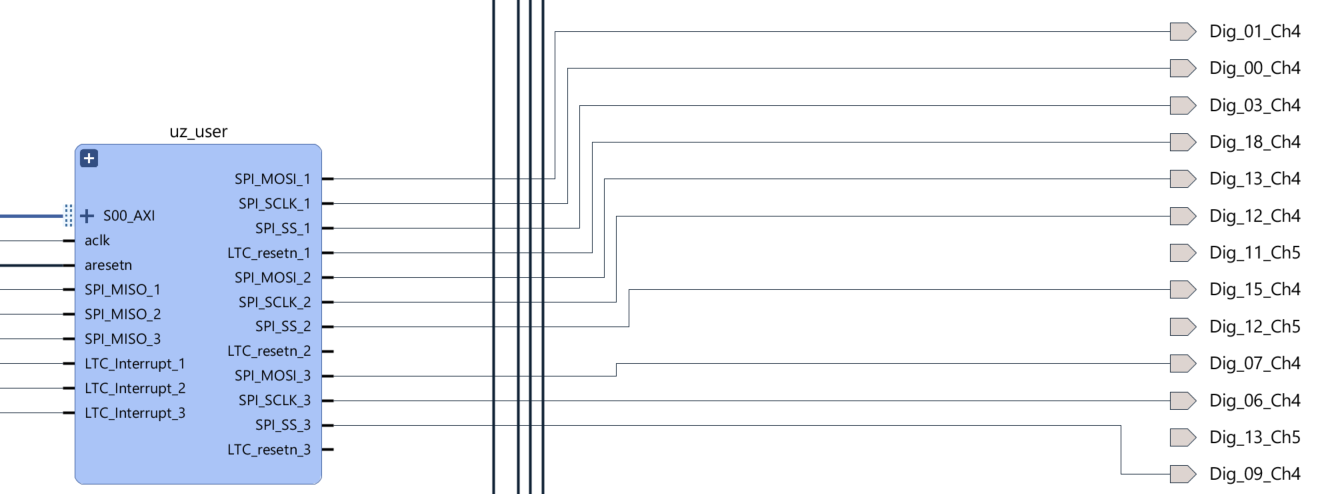 uz_user
S00_AXI
aclk
aresetn
SPI_MISO_1
SPI_MISO_2
SPI_MISO_3
LTC_Interrupt_1
LTC_Interrupt_2
LTC_Interrupt_3
SPI_MOSI_1
SPI_SCLK_1
SPI_SS_1
LTC_resetn_1
SPI_MOSI_2
SPI_SCLK_2
SPI_SS_2
LTC_resetn_2
SPI_MOSI_3
SPI_SCLK_3
SPI_SS_3
LTC_resetn_3
Dig_01_Ch4
Dig_00_Ch4
Dig_03_Ch4
Dig_18_Ch4
Dig_13_Ch4
Dig_12_Ch4
Dig_11_Ch5
Dig_15_Ch4
Dig_12_Ch5
Dig_07_Ch4
Dig_06_Ch4
Dig_13_Ch5
Dig_09_Ch4